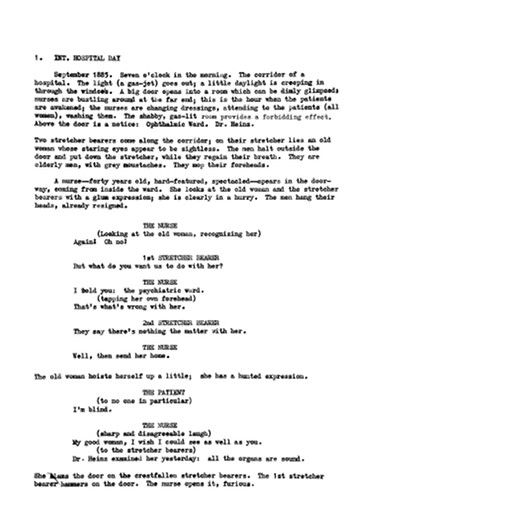 1. INT. HOSPITAL DAY
September 1885. Seven o'clock in the morning. The corridor of a
hospital. The light (a gas-jet) goes out; a little daylight is creeping in
through the windows. A big door opens into a room which can be dimly glimpsed;
nurses are bustling around at the far end; this is the hour when the patients
are awakened; the nurses are changing dressings, attending to the patients (all
women), washing them. The shabby, gas-lit room provides a forbidding effect.
Above the door is a notice: Ophthalmic Ward. Dr. Heinz.
Two stretcher bearers come along the corridor; on their stretcher lies an old
woman whose staring eyes appear to be sightless. The men halt outside the
door and put down the stretcher, while they regain their breath. They are
elderly men, with grey moustaches. They mop their foreheads.
A nurse—forty years old, hard-featured, spectacled—apears in the door-
way, coming from inside the ward. She looks at the old woman and the stretcher
bearers with a glum expression; she is clearly in a hurry. The men hang their
heads, already resigned.
THE NURSE
(Looking at the old woman, recognizing her)
Again! Oh no!
1st STRETCHER BEARER
But what do you want us to do with her?
THE NURSE
I told you: the psychiatric ward.
(tapping her own forehead)
That's what's wrong with her.
2nd STRETCHER BEARER
They say there's nothing the matter with her.
THE NURSE
Well, then send her home.
The old woman hoists herself up a little; she has a hunted expression.
THE PATIENT
(to no one in particular)
I'm blind.
THE NURSE
(sharp and disagreeable laugh)
My good woman, I wish I could see as well as you.
(to the stretcher bearers)
Dr. Heinz examined her yesterday: all the organs are sound.
She slams the door on the crestfallen stretcher bearers. The 1st stretcher
bearer hammers on the door. The nurse opens it, furious.